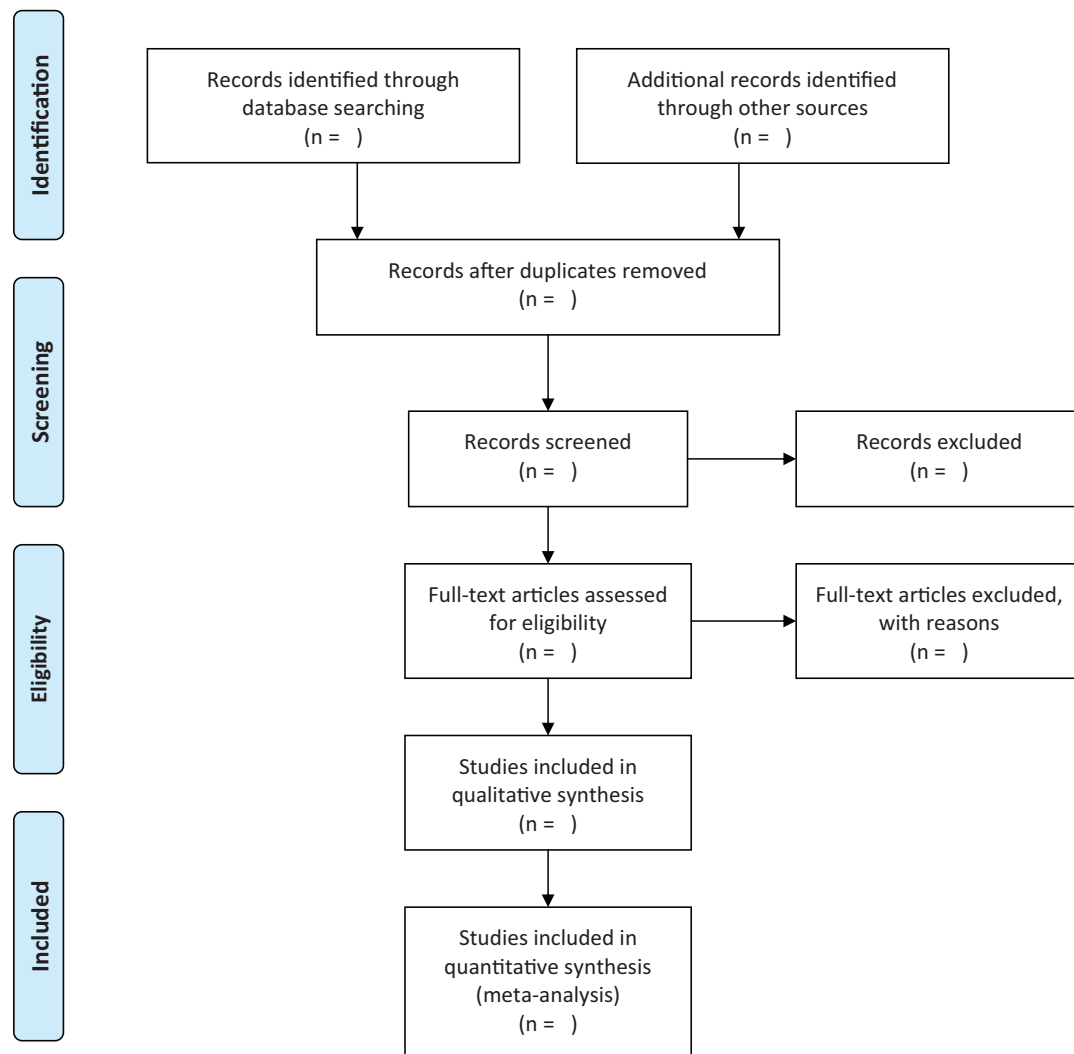 Identification
Records identified through
database searching
(n =   )
Additional records identified
through other sources
(n =   )
Records after duplicates removed
(n =   )
Screening
Records screened
(n =   )
Records excluded
(n =   )
Eligibility
Full-text articles assessed
for eligibility
(n =   )
Full-text articles excluded,
with reasons
(n =   )
Studies included in
qualitative synthesis
(n =   )
Included
Studies included in
quantitative synthesis
(meta-analysis)
(n =   )